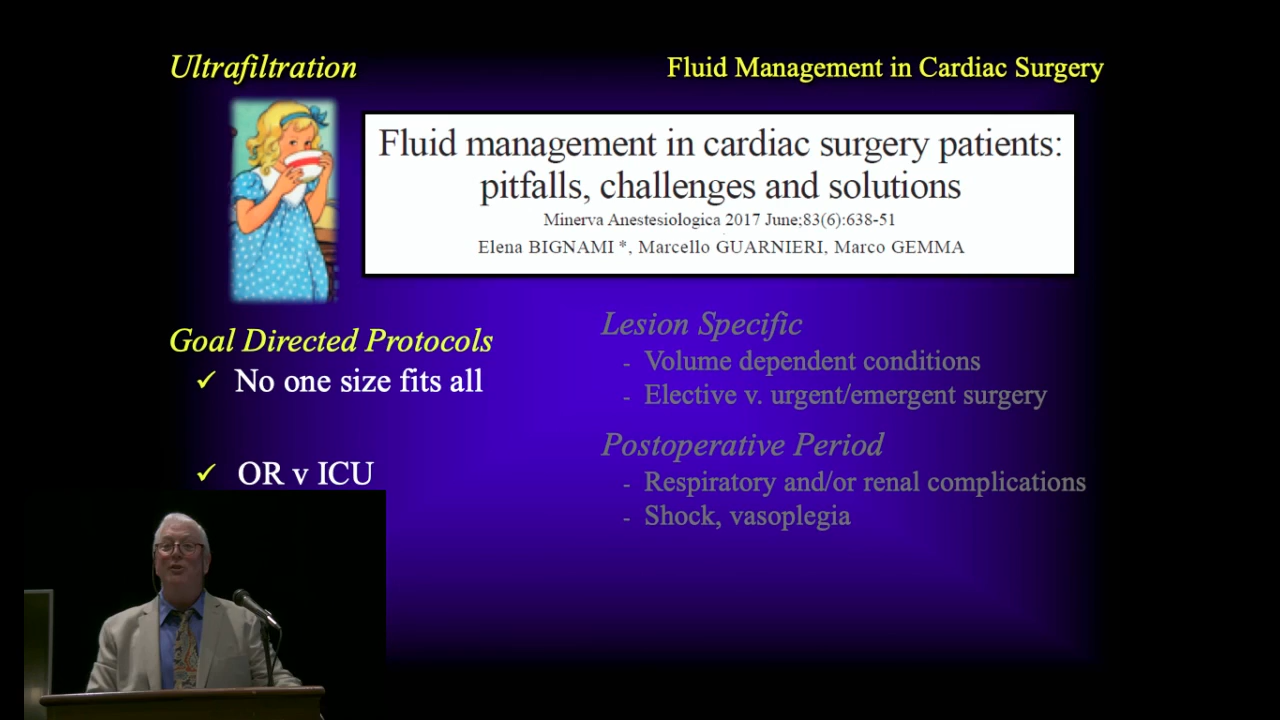 Ultrafiltration
Fluid Management in Cardiac Surgery
Fluid management in cardiac surgery patients:
pitfalls, challenges and solutions
Minerva Anestesiologica 2017 June;83(6):638-51
Elena BIGNAMI *, Marcello GUARNIERI, Marco GEMMA
Goal Directed Protocols
✓ No one size fits all
✓ OR v ICU
Lesion Specific
- Volume dependent conditions
- Elective v. urgent/emergent surgery
Postoperative Period
- Respiratory and/or renal complications
- Shock, vasoplegia